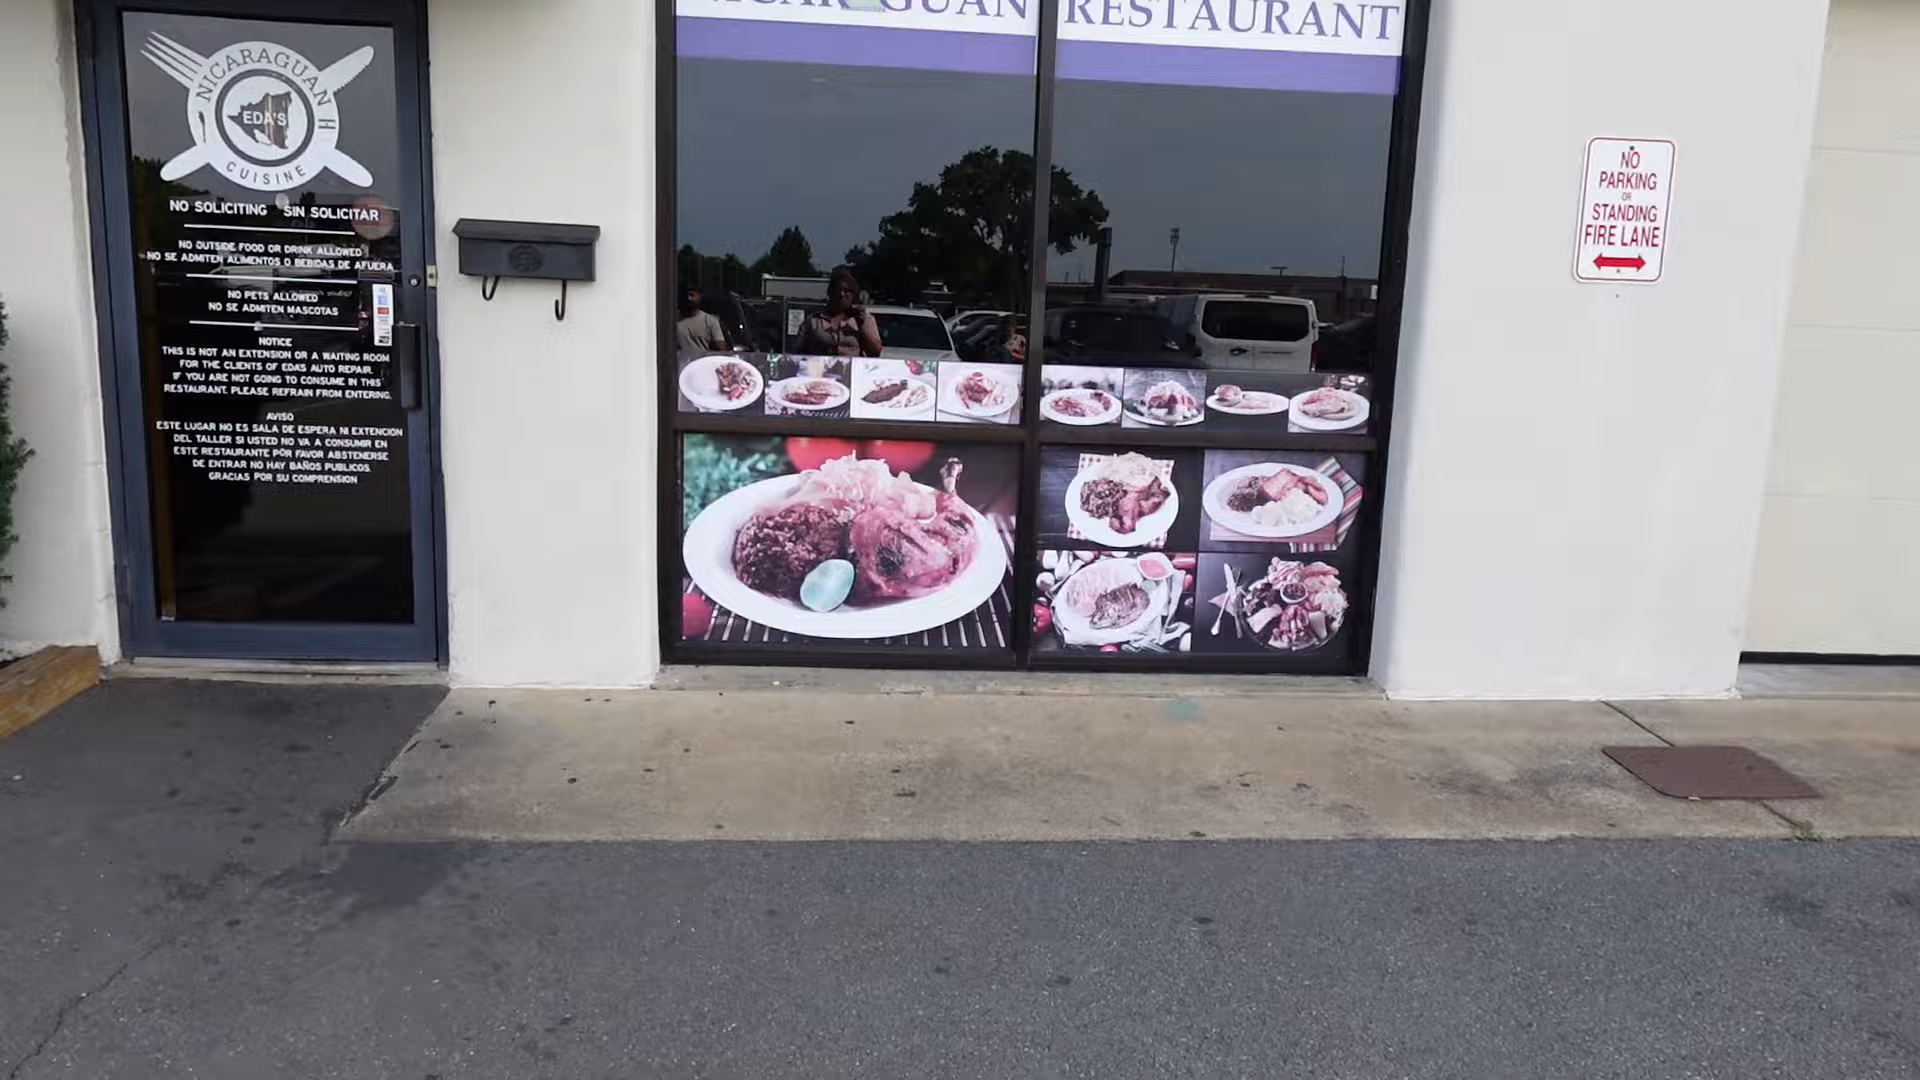 NICARAGUAN
EDA'S
CUISINE
NO SOLICITING SIN SOLICITAR
NO OUTSIDE FOOD OR DRINK ALLOWED
NO SE ADMITEN ALIMENTOS O BEBIDAS DE AFUERA
NO PETS ALLOWED
NO SE ADMITEN MASCOTAS
NOTICE
THIS IS NOT AN EXTENSION OR A WAITING ROOM
FOR THE CLIENTS OF EDAS AUTO REPAIR.
IF YOU ARE NOT GOING TO CONSUME IN THIS
RESTAURANT. PLEASE REFRAIN FROM ENTERING.
AVISO
ESTE LUGAR NO ES SALA DE ESPERA NI EXTENCION
DEL TALLER SI USTED NO VA A CONSUMIR EN
ESTE RESTAURANTE POR FAVOR ABSTENERSE
DE ENTRAR NO HAY BAÑOS PUBLICOS.
GRACIAS POR SU COMPRENSION
NICARAGUAN RESTAURANT
NO
PARKING
OR
STANDING
FIRE LANE